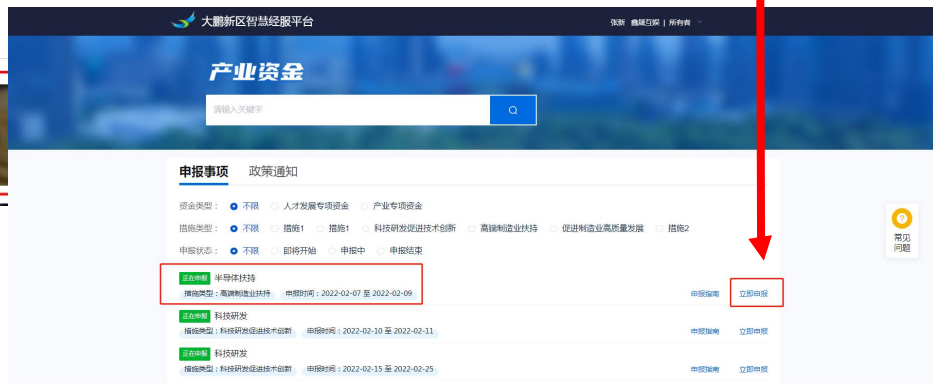 大鹏新区智慧经服平台
张新 鑫晟互娱 | 所有者
产业资金
请输入关键字
申报事项 政策通知
资金类型： 不限 人才发展专项资金 产业专项资金
措施类型： 不限 措施1 措施1 科技研发促进技术创新 高端制造业扶持 促进制造业高质量发展 措施2
申报状态： 不限 即将开始 申报中 申报结束
正在申报 半导体扶持
措施类型：高端制造业扶持 申报时间：2022-02-07 至 2022-02-09 申报指南 立即申报
正在申报 科技研发
措施类型：科技研发促进技术创新 申报时间：2022-02-10 至 2022-02-11 申报指南 立即申报
正在申报 科技研发
措施类型：科技研发促进技术创新 申报时间：2022-02-15 至 2022-02-25 申报指南 立即申报
常见
问题